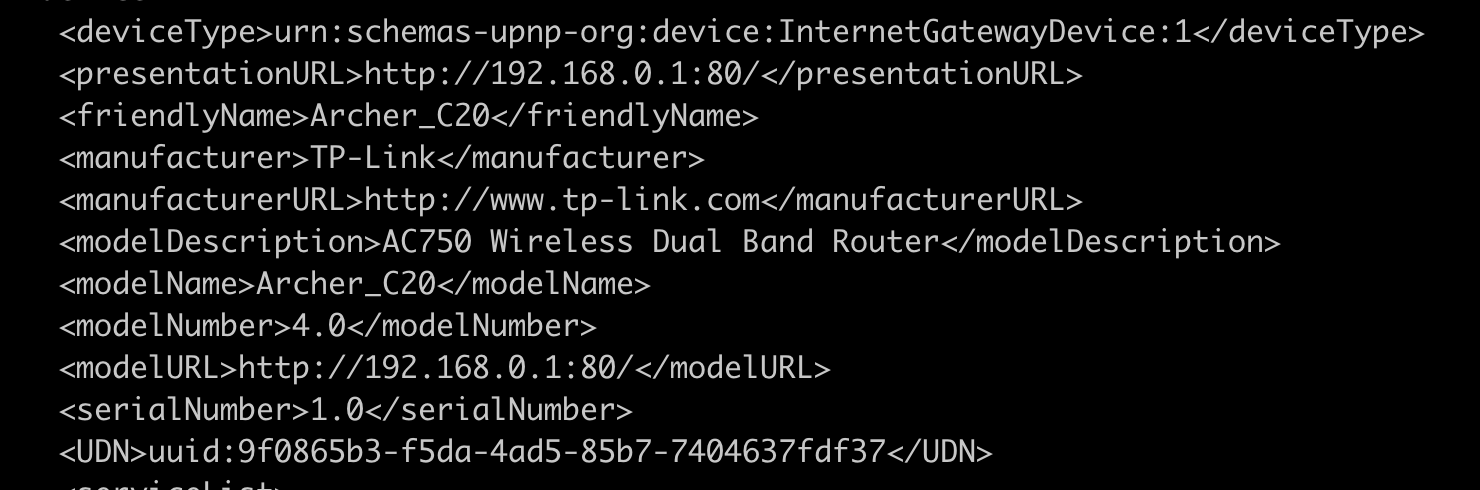 <deviceType>urn:schemas-upnp-org:device:InternetGatewayDevice:1</deviceType>
<presentationURL>http://192.168.0.1:80/</presentationURL>
<friendlyName>Archer_C20</friendlyName>
<manufacturer>TP-Link</manufacturer>
<manufacturerURL>http://www.tp-link.com</manufacturerURL>
<modelDescription>AC750 Wireless Dual Band Router</modelDescription>
<modelName>Archer_C20</modelName>
<modelNumber>4.0</modelNumber>
<modelURL>http://192.168.0.1:80/</modelURL>
<serialNumber>1.0</serialNumber>
<UDN>uuid:9f0865b3-f5da-4ad5-85b7-7404637fdf37</UDN>
<serviceList>